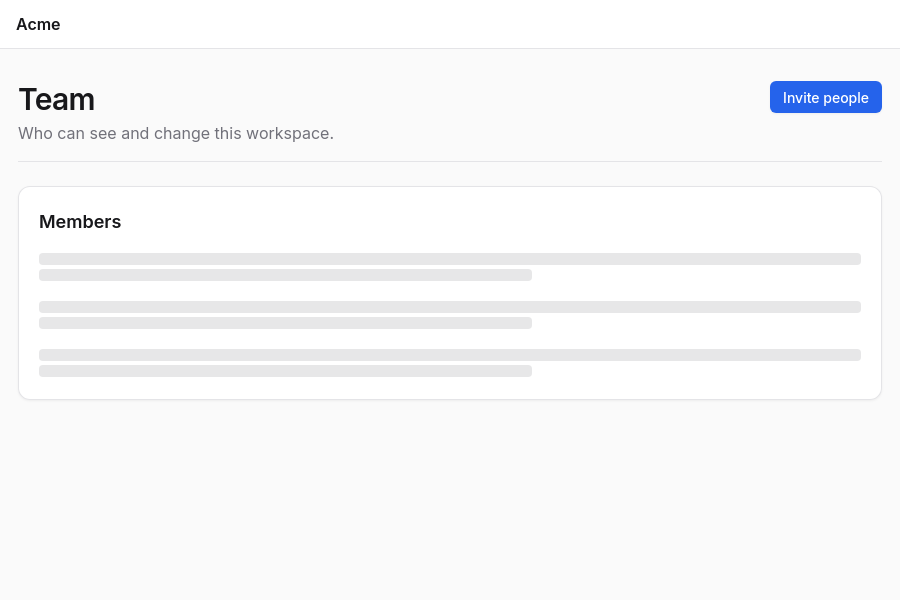 Acme
Team
Invite people
Who can see and change this workspace.
Members